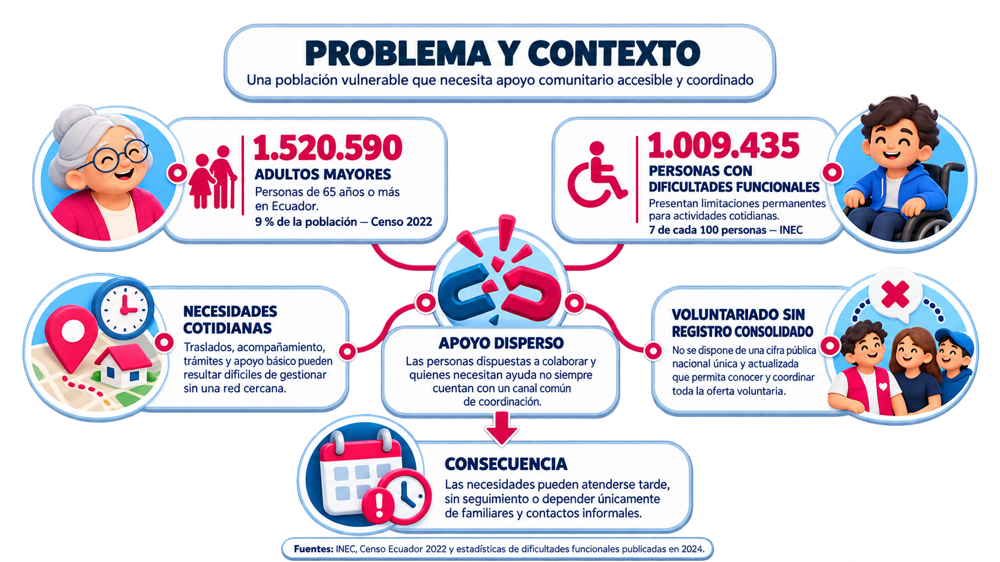 PROBLEMA Y CONTEXTO
Una población vulnerable que necesita apoyo comunitario accesible y coordinado
1.520.590
ADULTOS MAYORES
Personas de 65 años o más
en Ecuador.
9 % de la población – Censo 2022
1.009.435
PERSONAS CON
DIFICULTADES FUNCIONALES
Presentan limitaciones permanentes
para actividades cotidianas.
7 de cada 100 personas – INEC
NECESIDADES
COTIDIANAS
Traslados, acompañamiento,
trámites y apoyo básico pueden
resultar dificiles de gestionar
sin una red cercana.
APOYO DISPERSO
Las personas dispuestas a colaborar y
quienes necesitan ayuda no siempre
cuentan con un canal común
de coordinación.
VOLUNTARIADO SIN
REGISTRO CONSOLIDADO
No se dispone de una cifra pública
nacional única y actualizada
que permita conocer y coordinar
toda la oferta voluntaria.
CONSECUENCIA
Las necesidades pueden atenderse tarde,
sin seguimiento o depender únicamente
de familiares y contactos informales.
Fuentes: INEC, Censo Ecuador 2022 y estadísticas de dificultades funcionales publicadas en 2024.